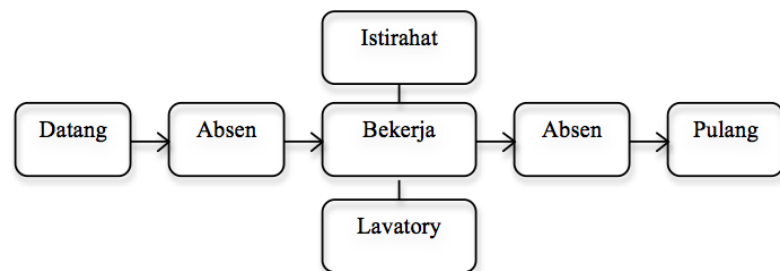 Istirahat
Datang
Absen
Bekerja
Absen
Pulang
Lavatory